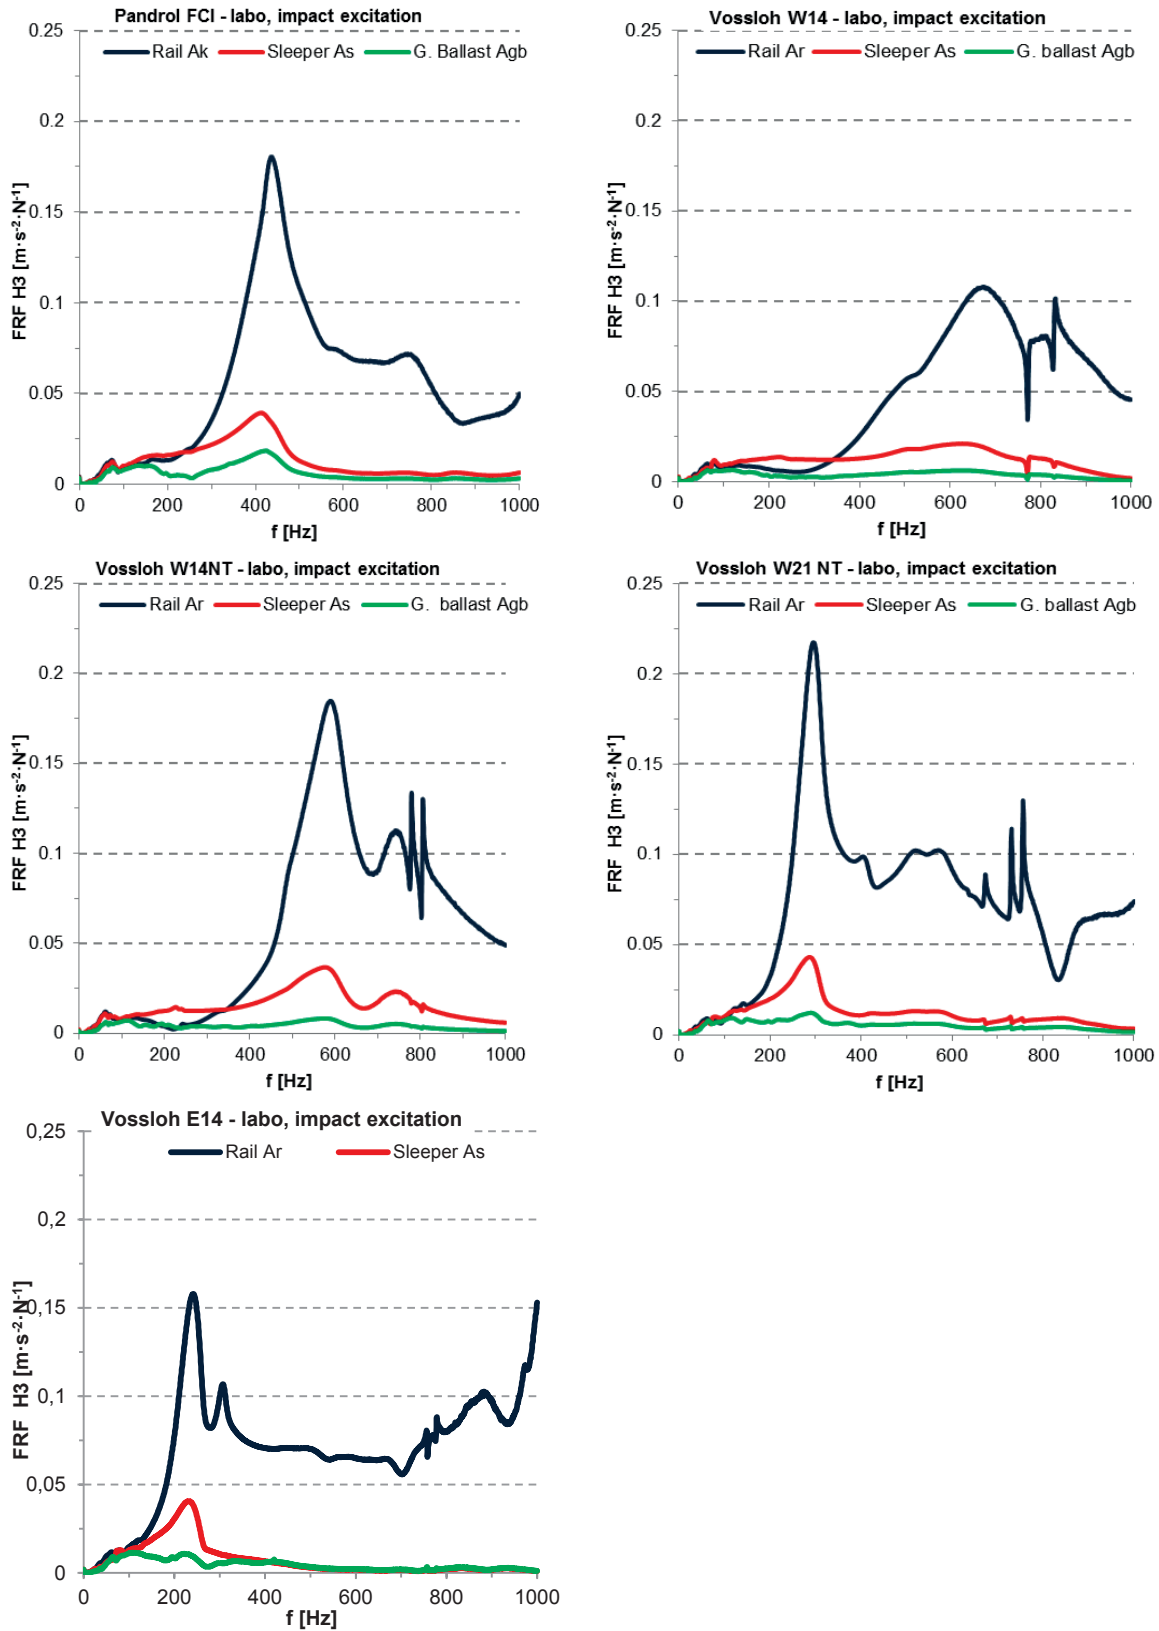 Pandrol FCI - labo, impact excitation
0.25
Rail Ak Sleeper As G. Ballast Agb
0.2
0.15
0.1
0.05
0
FRF H3 [m·s-2·N-1]
0 200 400 600 800 1000
f [Hz]
Vossloh W14 - labo, impact excitation
0.25
Rail Ar Sleeper As G. ballast Agb
0.2
0.15
0.1
0.05
0
FRF H3 [m·s-2·N-1]
0 200 400 600 800 1000
f [Hz]
Vossloh W14NT - labo, impact excitation
0.25
Rail Ar Sleeper As G. ballast Agb
0.2
0.15
0.1
0.05
0
FRF H3 [m·s-2·N-1]
0 200 400 600 800 1000
f [Hz]
Vossloh W21 NT - labo, impact excitation
0.25
Rail Ar Sleeper As G. ballast Agb
0.2
0.15
0.1
0.05
0
FRF H3 [m·s-2·N-1]
0 200 400 600 800 1000
f [Hz]
Vossloh E14 - labo, impact excitation
0,25
Rail Ar Sleeper As
0,2
0,15
0,1
0,05
0
FRF H3 [m·s-2·N-1]
0 200 400 600 800 1000
f [Hz]